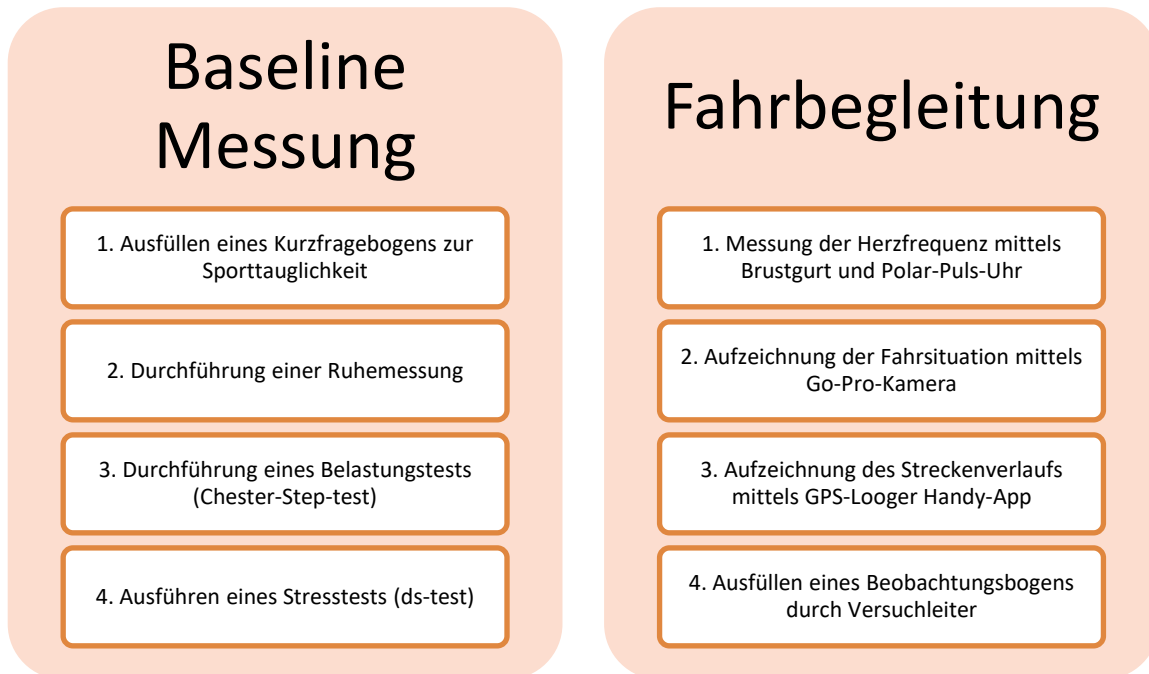 Baseline
Messung
1. Ausfüllen eines Kurzfragebogens zur
Sporttauglichkeit
2. Durchführung einer Ruhemessung
3. Durchführung eines Belastungstests
(Chester-Step-test)
4. Ausführen eines Stresstests (ds-test)
Fahrbegleitung
1. Messung der Herzfrequenz mittels
Brustgurt und Polar-Puls-Uhr
2. Aufzeichnung der Fahrsituation mittels
Go-Pro-Kamera
3. Aufzeichnung des Streckenverlaufs
mittels GPS-Looger Handy-App
4. Ausfüllen eines Beobachtungsbogens
durch Versuchleiter